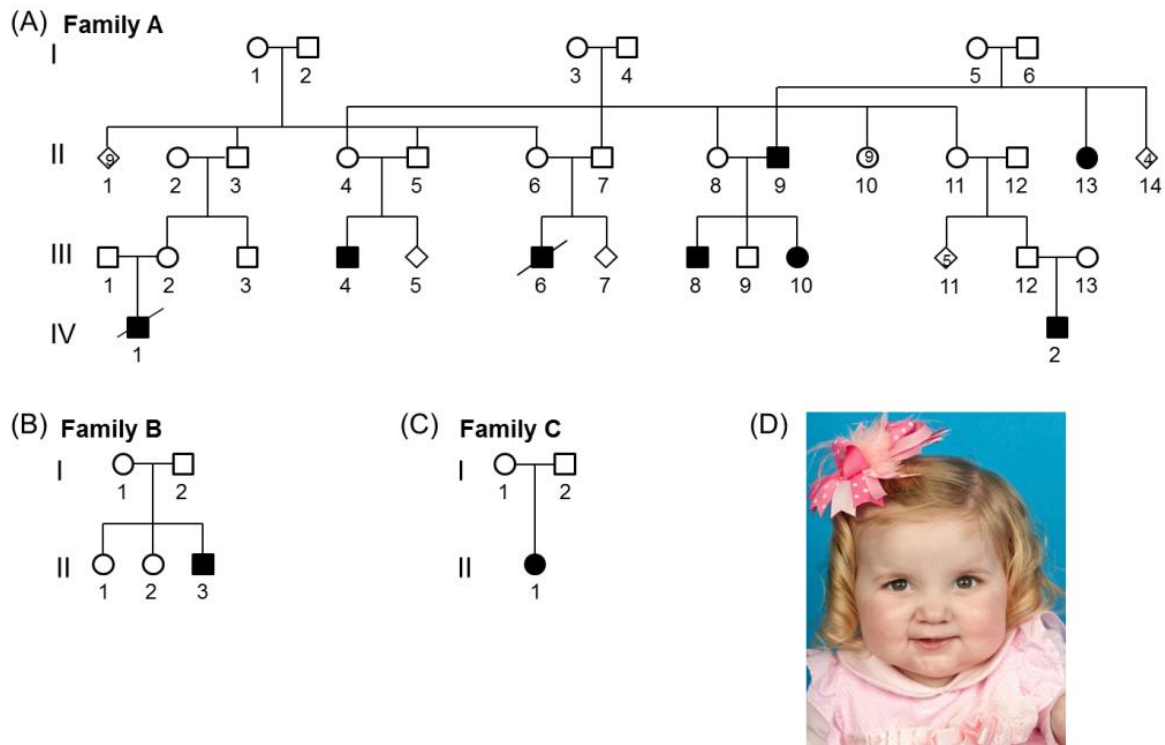 (A) Family A
I
1 2 3 4 5 6
II
9 9 4
1 2 3 4 5 6 7 8 9 10 11 12 13 14
III
5
1 2 3 4 5 6 7 8 9 10 11 12 13
IV
1 2
(B) Family B
I
1 2
II
1 2 3
(C) Family C
I
1 2
II
1
(D)